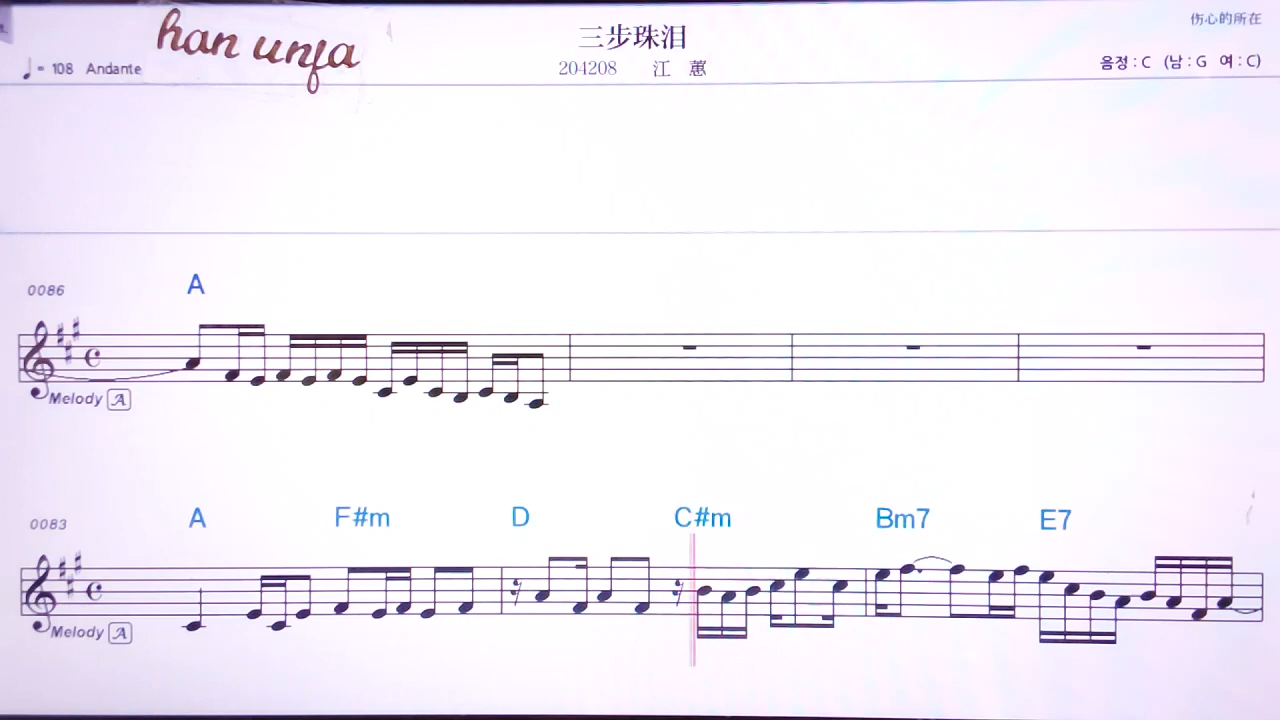 han unfa
三步珠泪
伤心的所在
♩= 108 Andante
204208 江 蕙
음정 : C (남 : G 여 : C)
0086 A
Melody A
0083 A F#m D C#m Bm7 E7
Melody A